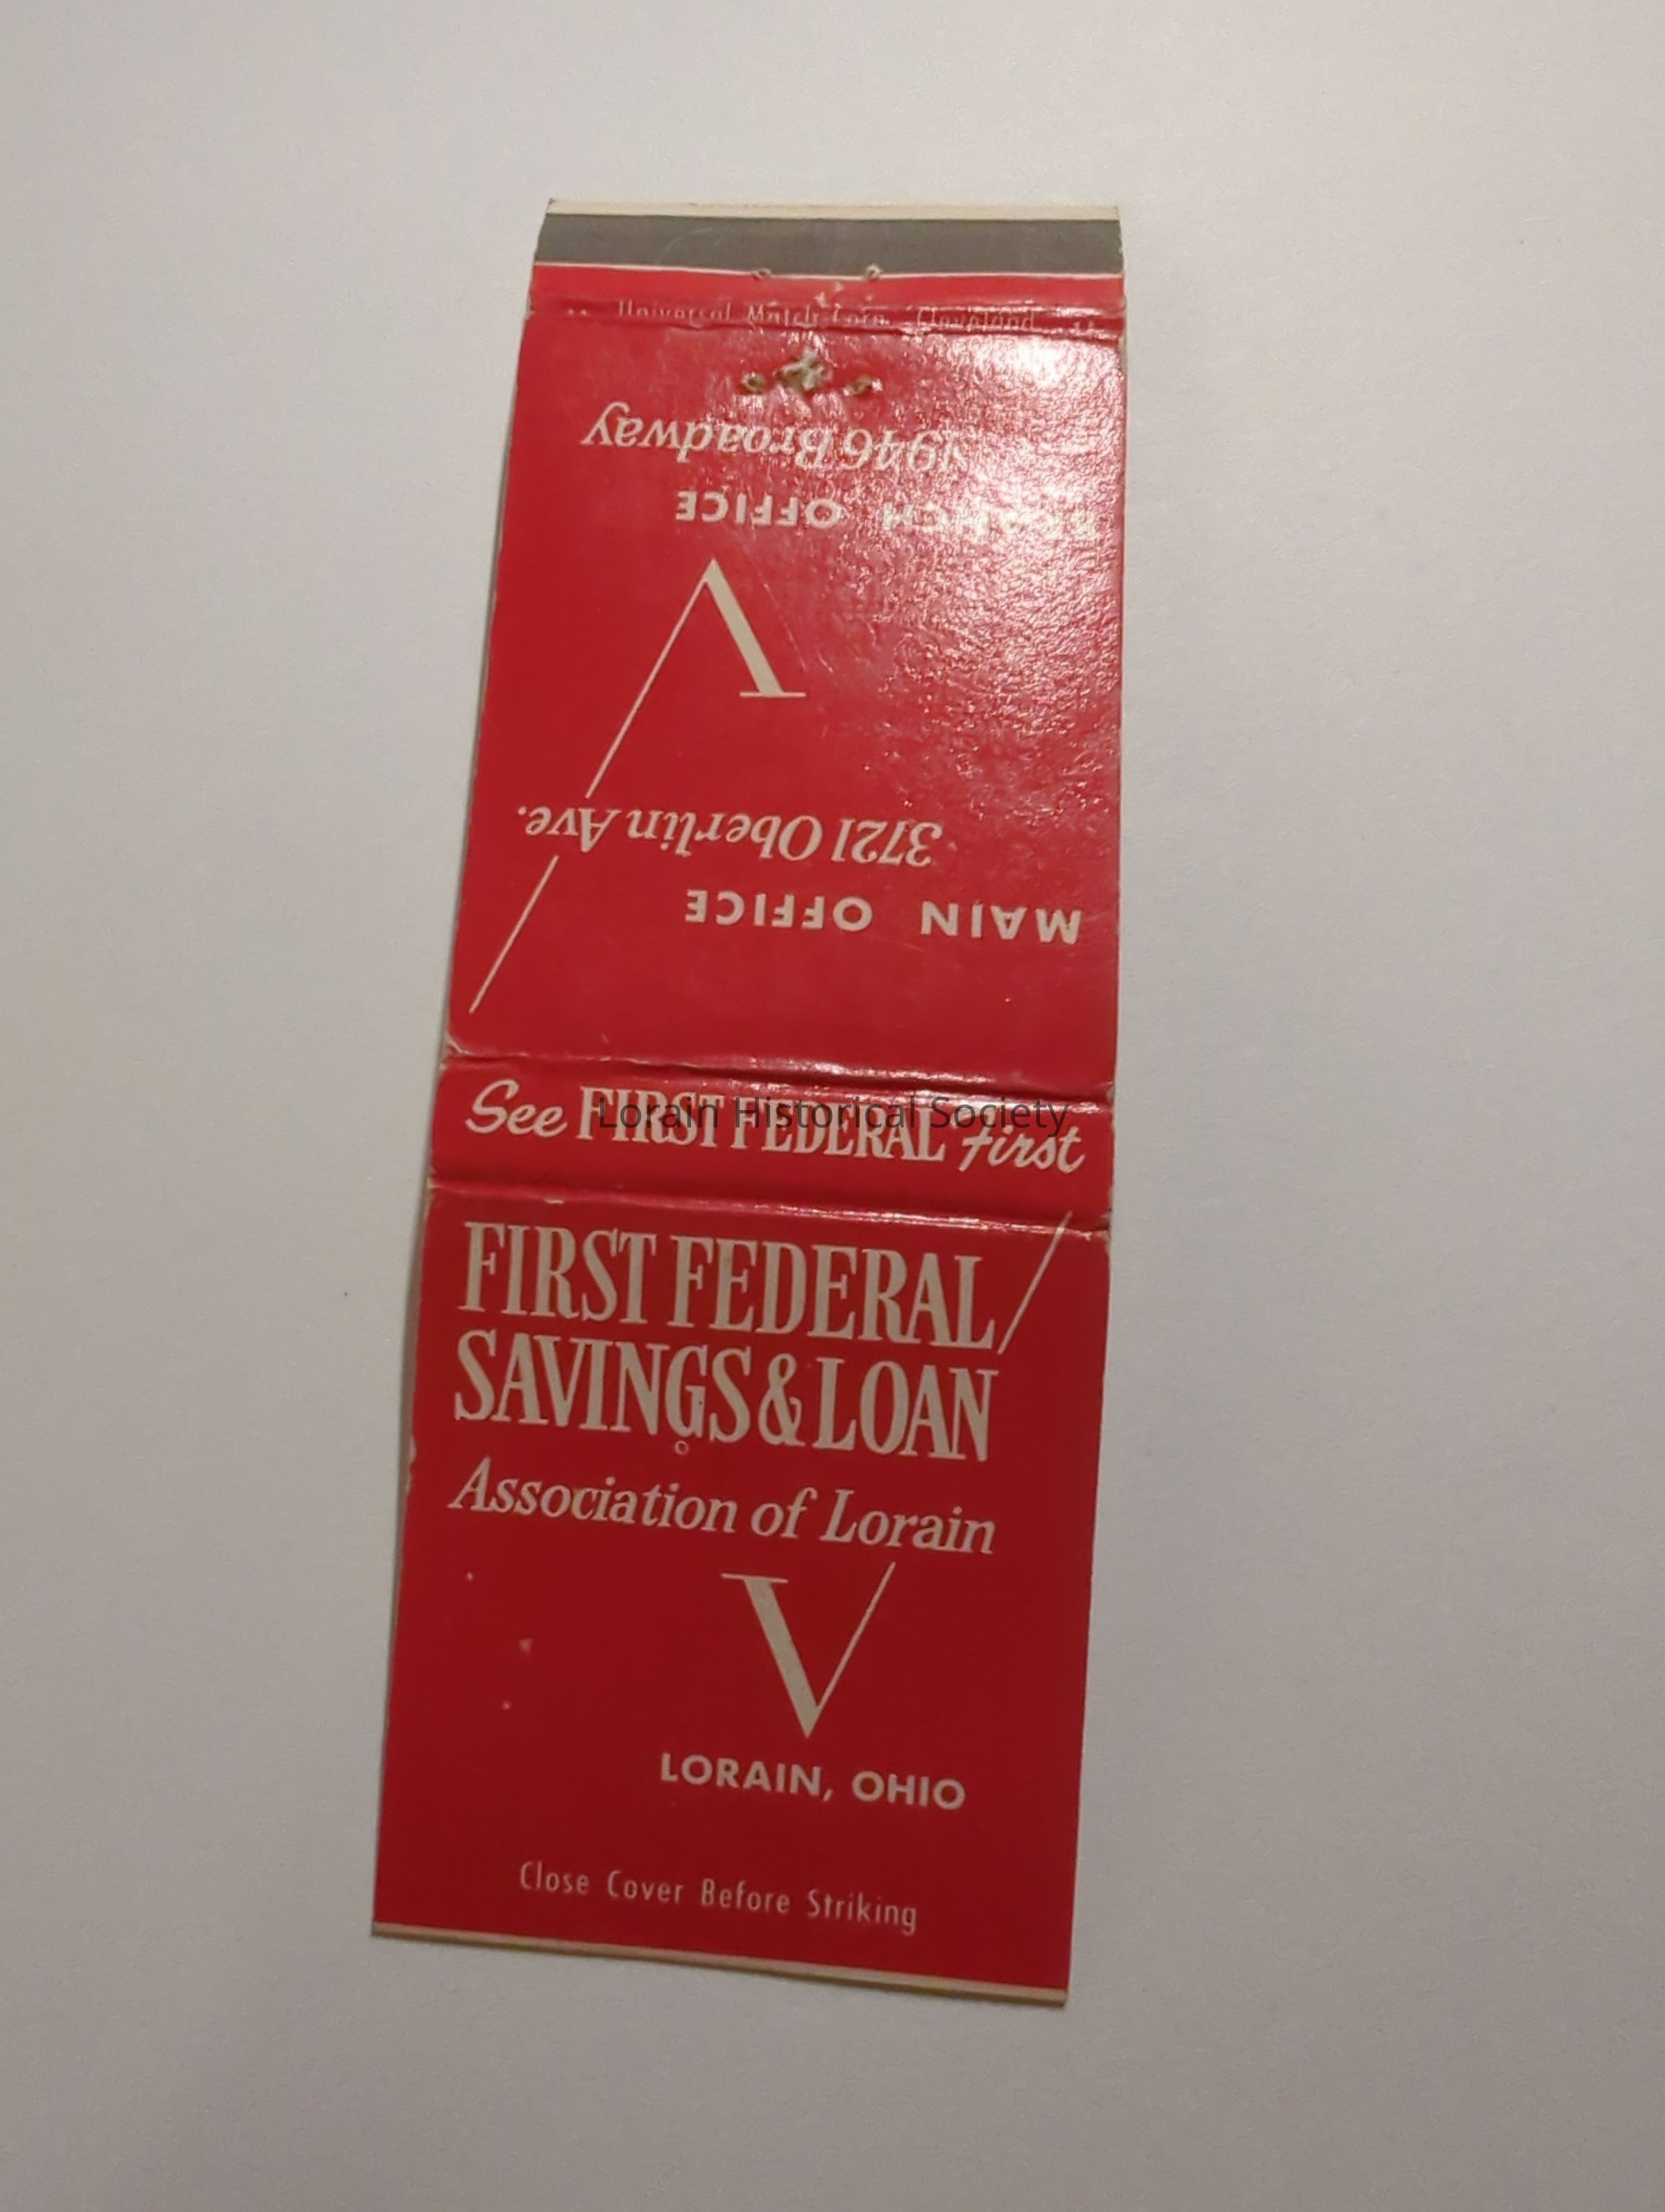 Universal Match Corp. Cleveland
MAIN OFFICE
3721 Oberlin Ave.
BRANCH OFFICE
1946 Broadway
See FIRST FEDERAL First
Lorain Historical Society
FIRST FEDERAL
SAVINGS & LOAN
Association of Lorain
V
LORAIN, OHIO
Close Cover Before Striking